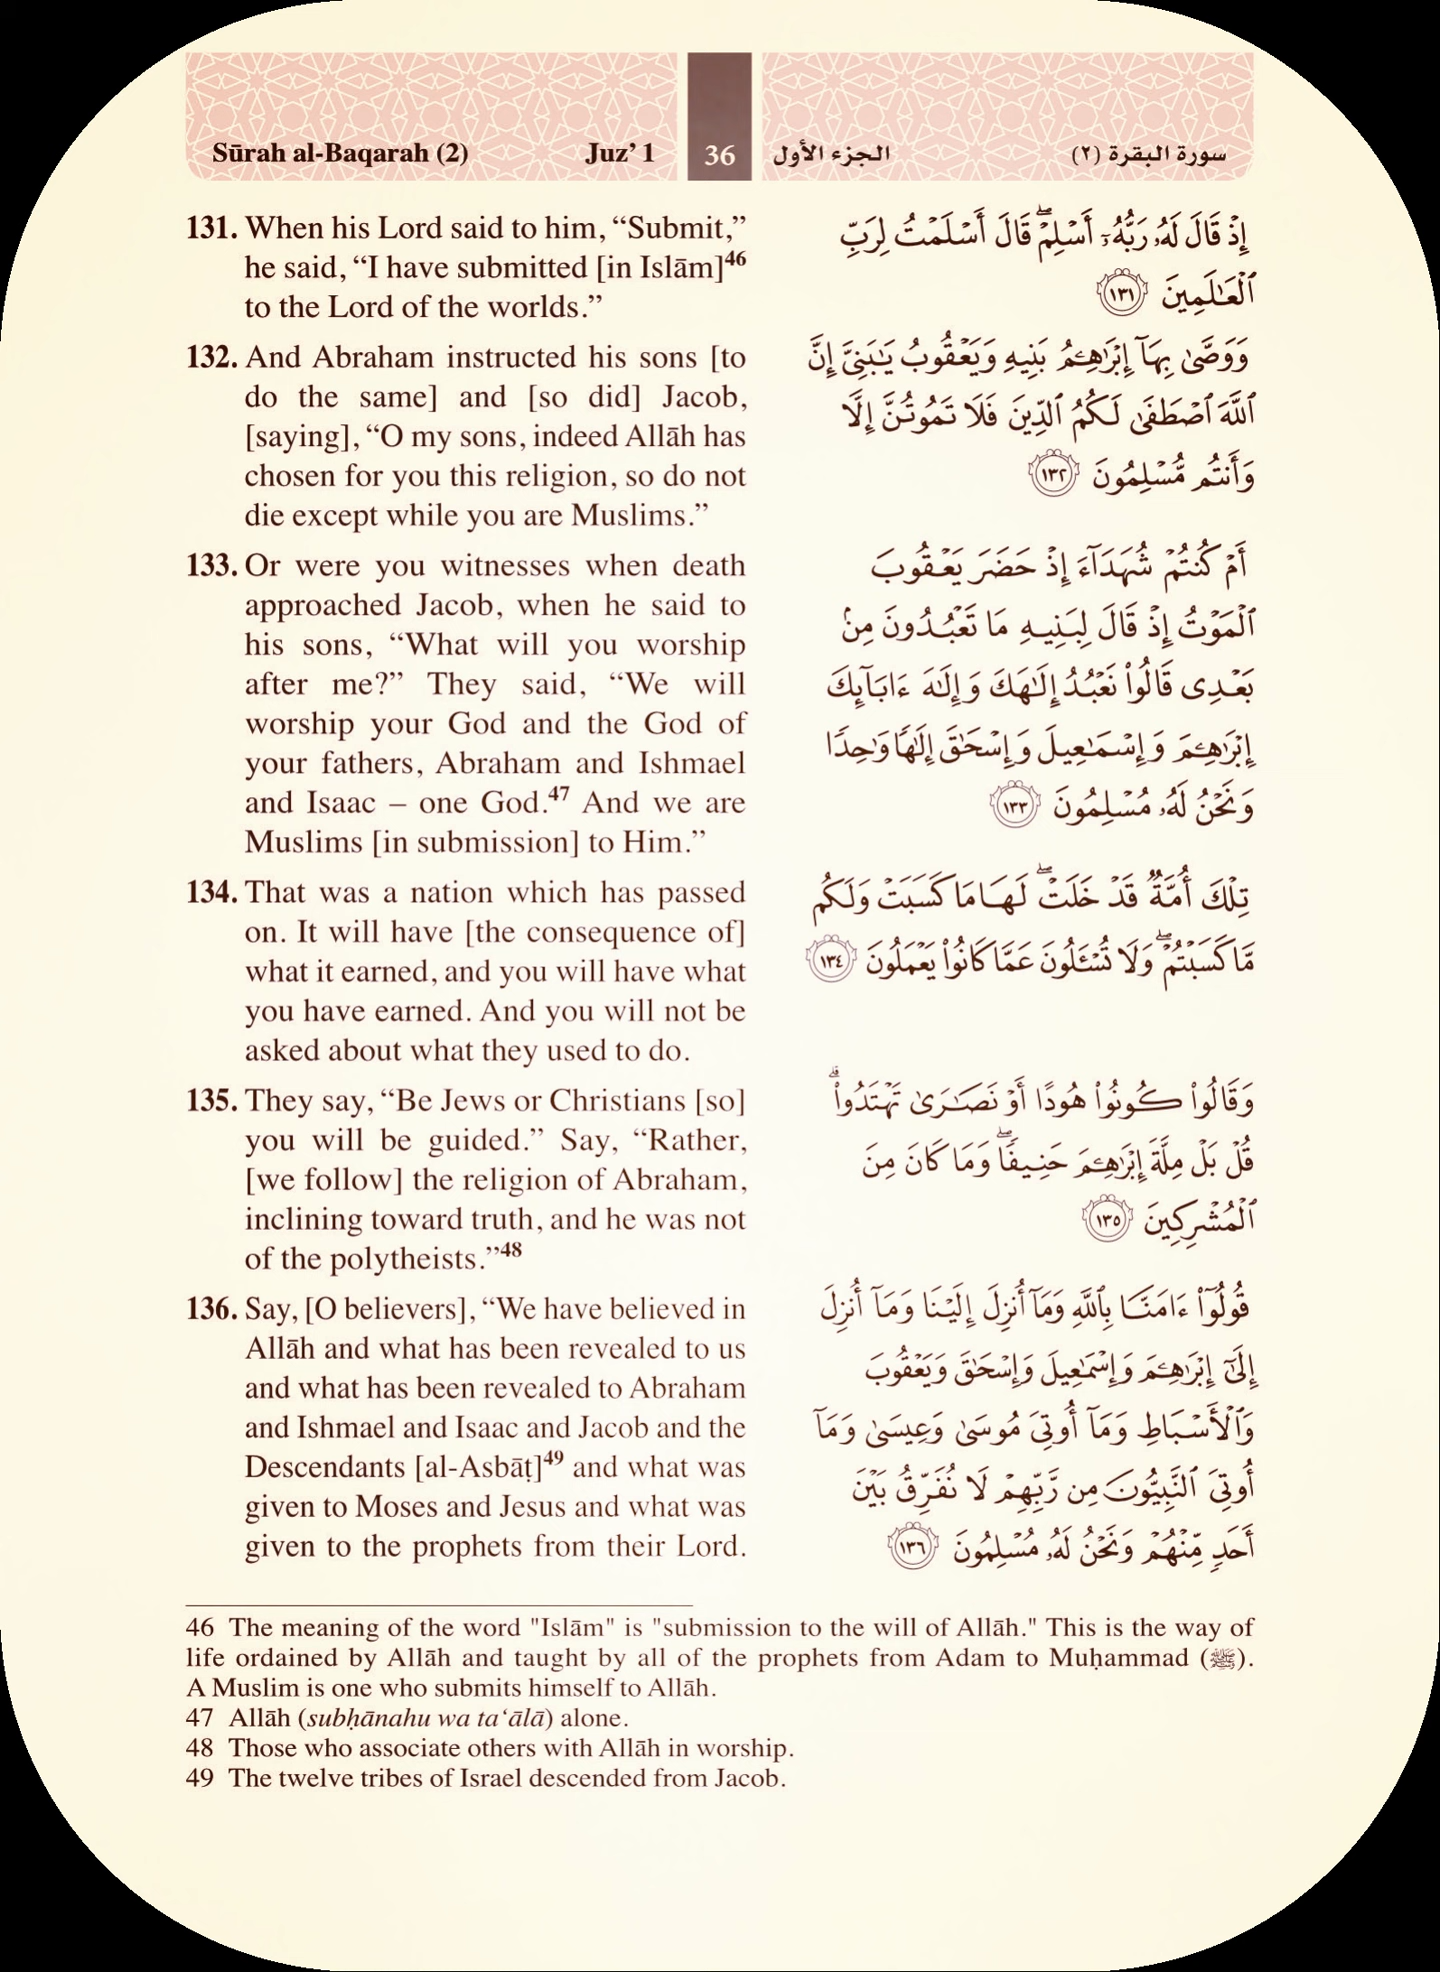 Sūrah al-Baqarah (2) Juz’ 1 36 الجزء الأول سورة البقرة (٢)
131. When his Lord said to him, “Submit,”
he said, “I have submitted [in Islām]46
to the Lord of the worlds.”
132. And Abraham instructed his sons [to
do the same] and [so did] Jacob,
[saying], “O my sons, indeed Allāh has
chosen for you this religion, so do not
die except while you are Muslims.”
133. Or were you witnesses when death
approached Jacob, when he said to
his sons, “What will you worship
after me?” They said, “We will
worship your God and the God of
your fathers, Abraham and Ishmael
and Isaac – one God.47 And we are
Muslims [in submission] to Him.”
134. That was a nation which has passed
on. It will have [the consequence of]
what it earned, and you will have what
you have earned. And you will not be
asked about what they used to do.
135. They say, “Be Jews or Christians [so]
you will be guided.” Say, “Rather,
[we follow] the religion of Abraham,
inclining toward truth, and he was not
of the polytheists.”48
136. Say, [O believers], “We have believed in
Allāh and what has been revealed to us
and what has been revealed to Abraham
and Ishmael and Isaac and Jacob and the
Descendants [al-Asbāṭ]49 and what was
given to Moses and Jesus and what was
given to the prophets from their Lord.
إِذْ قَالَ لَهُۥ رَبُّهُۥٓ أَسْلِمْ ۖ قَالَ أَسْلَمْتُ لِرَبِّ
ٱلْعَـٰلَمِينَ ١٣١
وَوَصَّىٰ بِهَآ إِبْرَٰهِـۧمُ بَنِيهِ وَيَعْقُوبُ يَـٰبَنِىَّ إِنَّ
ٱللَّهَ ٱصْطَفَىٰ لَكُمُ ٱلدِّينَ فَلَا تَمُوتُنَّ إِلَّا
وَأَنتُم مُّسْلِمُونَ ١٣٢
أَمْ كُنتُمْ شُهَدَآءَ إِذْ حَضَرَ يَعْقُوبَ
ٱلْمَوْتُ إِذْ قَالَ لِبَنِيهِ مَا تَعْبُدُونَ مِنۢ
بَعْدِى قَالُوا۟ نَعْبُدُ إِلَـٰهَكَ وَإِلَـٰهَ ءَابَآئِكَ
إِبْرَٰهِـۧمَ وَإِسْمَـٰعِيلَ وَإِسْحَـٰقَ إِلَـٰهًا وَٰحِدًا
وَنَحْنُ لَهُۥ مُسْلِمُونَ ١٣٣
تِلْكَ أُمَّةٌ قَدْ خَلَتْ ۖ لَهَا مَا كَسَبَتْ وَلَكُم
مَّا كَسَبْتُمْ ۖ وَلَا تُسْـَٔلُونَ عَمَّا كَانُوا۟ يَعْمَلُونَ ١٣٤
وَقَالُوا۟ كُونُوا۟ هُودًا أَوْ نَصَـٰرَىٰ تَهْتَدُوا۟ ۗ
قُلْ بَلْ مِلَّةَ إِبْرَٰهِـۧمَ حَنِيفًا ۖ وَمَا كَانَ مِنَ
ٱلْمُشْرِكِينَ ١٣٥
قُولُوٓا۟ ءَامَنَّا بِٱللَّهِ وَمَآ أُنزِلَ إِلَيْنَا وَمَآ أُنزِلَ
إِلَىٰٓ إِبْرَٰهِـۧمَ وَإِسْمَـٰعِيلَ وَإِسْحَـٰقَ وَيَعْقُوبَ
وَٱلْأَسْبَاطِ وَمَآ أُوتِىَ مُوسَىٰ وَعِيسَىٰ وَمَآ
أُوتِىَ ٱلنَّبِيُّونَ مِن رَّبِّهِمْ لَا نُفَرِّقُ بَيْنَ
أَحَدٍ مِّنْهُمْ وَنَحْنُ لَهُۥ مُسْلِمُونَ ١٣٦
46 The meaning of the word "Islām" is "submission to the will of Allāh." This is the way of
life ordained by Allāh and taught by all of the prophets from Adam to Muḥammad (ﷺ).
A Muslim is one who submits himself to Allāh.
47 Allāh (subḥānahu wa ta‘ālā) alone.
48 Those who associate others with Allāh in worship.
49 The twelve tribes of Israel descended from Jacob.